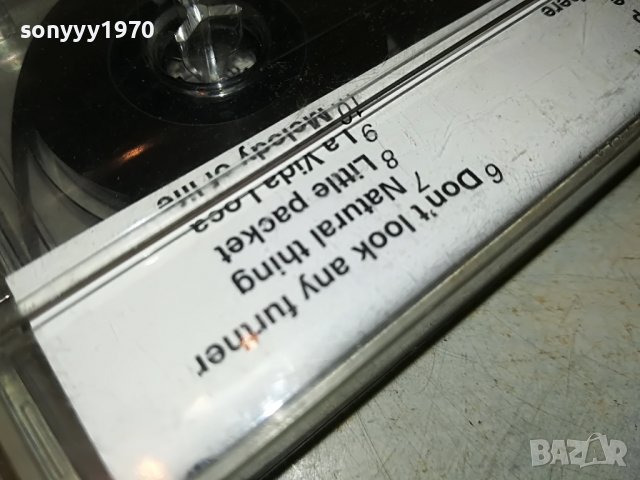 sonyyy1970
6 Don't look any further
7 Natural thing
8 Little packet
9 La Vida Loca
10 Melody of life
here
BAZAR